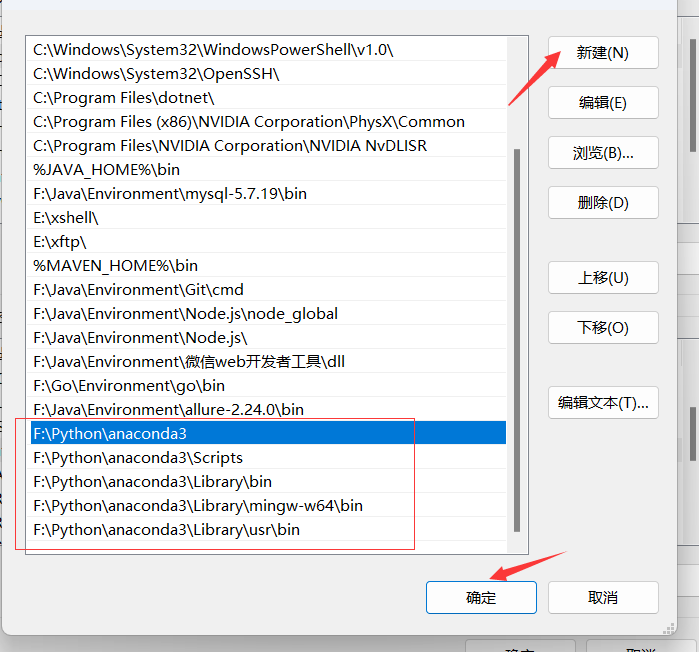 C:\Windows\System32\WindowsPowerShell\v1.0\
C:\Windows\System32\OpenSSH\
C:\Program Files\dotnet\
C:\Program Files (x86)\NVIDIA Corporation\PhysX\Common
C:\Program Files\NVIDIA Corporation\NVIDIA NvDLISR
%JAVA_HOME%\bin
F:\Java\Environment\mysql-5.7.19\bin
E:\xshell\
E:\xftp\
%MAVEN_HOME%\bin
F:\Java\Environment\Git\cmd
F:\Java\Environment\Node.js\node_global
F:\Java\Environment\Node.js\
F:\Java\Environment\微信web开发者工具\dll
F:\Go\Environment\go\bin
F:\Java\Environment\allure-2.24.0\bin
F:\Python\anaconda3
F:\Python\anaconda3\Scripts
F:\Python\anaconda3\Library\bin
F:\Python\anaconda3\Library\mingw-w64\bin
F:\Python\anaconda3\Library\usr\bin
新建(N)
编辑(E)
浏览(B)...
删除(D)
上移(U)
下移(O)
编辑文本(T)...
确定
取消